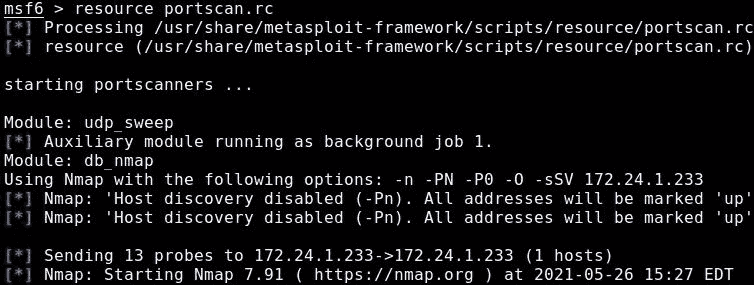 msf6 > resource portscan.rc
[*] Processing /usr/share/metasploit-framework/scripts/resource/portscan.rc
[*] resource (/usr/share/metasploit-framework/scripts/resource/portscan.rc)
starting portscanners ...
Module: udp_sweep
[*] Auxiliary module running as background job 1.
Module: db_nmap
Using Nmap with the following options: -n -PN -P0 -O -sSV 172.24.1.233
[*] Nmap: 'Host discovery disabled (-Pn). All addresses will be marked 'up'
[*] Nmap: 'Host discovery disabled (-Pn). All addresses will be marked 'up'
[*] Sending 13 probes to 172.24.1.233->172.24.1.233 (1 hosts)
[*] Nmap: Starting Nmap 7.91 ( https://nmap.org ) at 2021-05-26 15:27 EDT